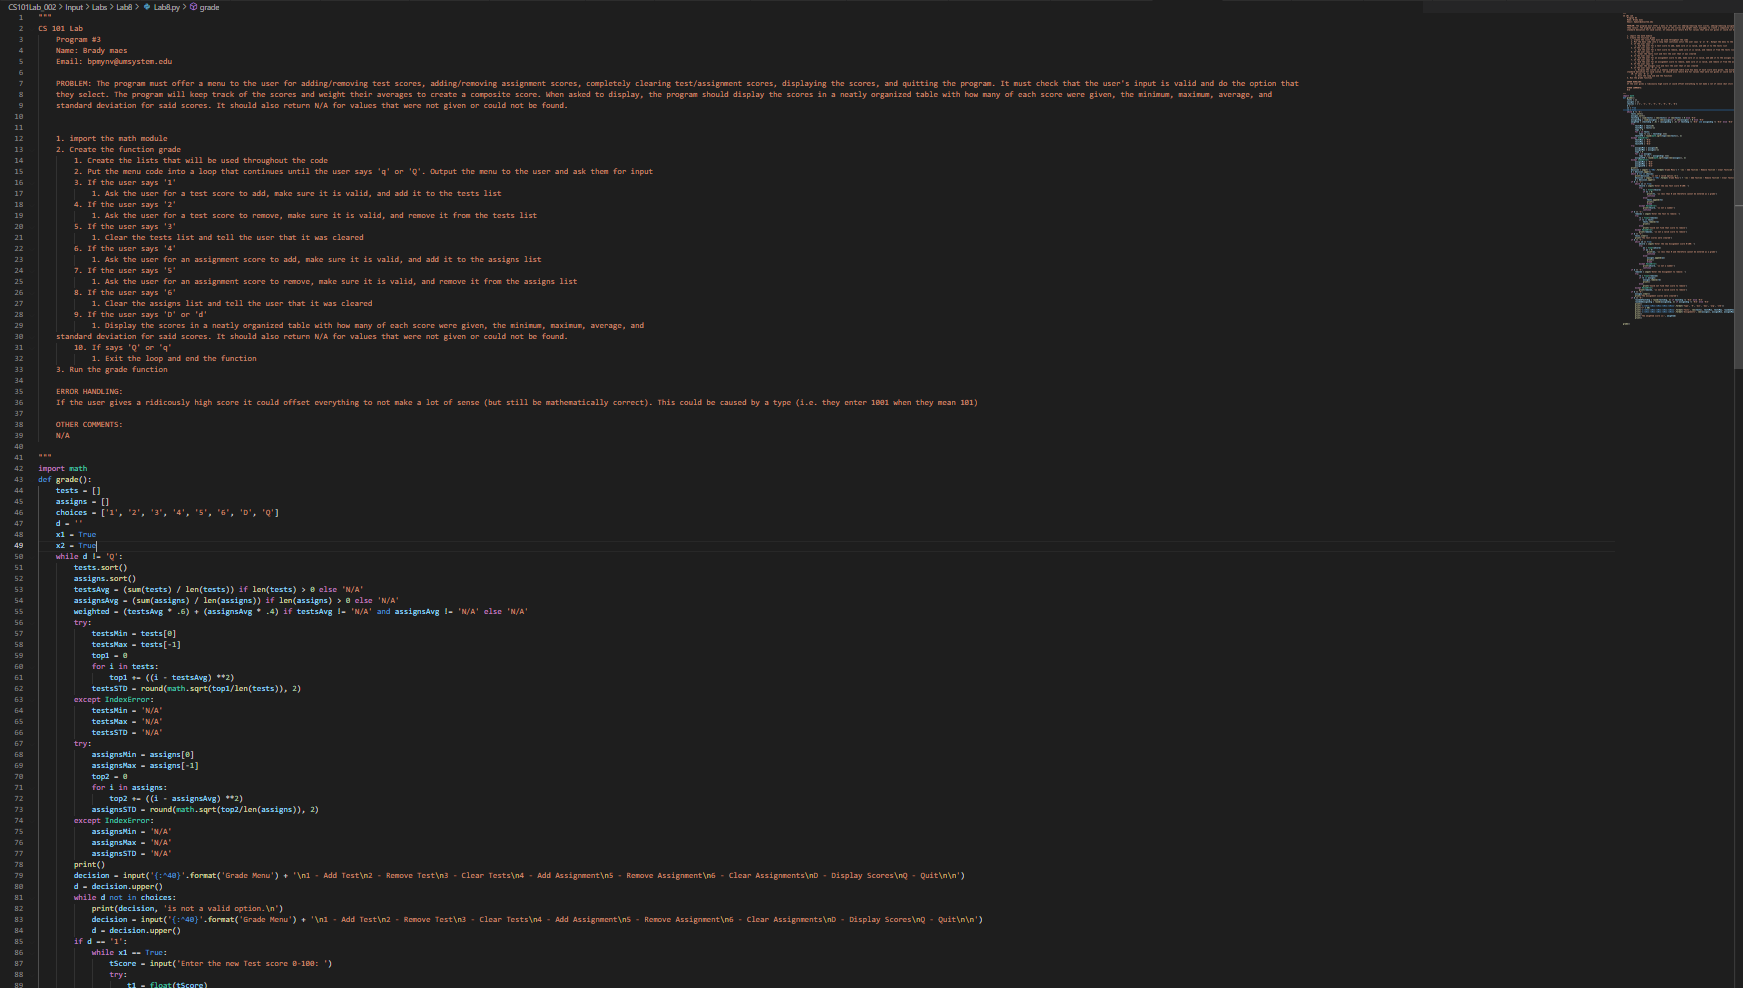 CS101Lab_002 > Input > Labs > Lab8 > Lab8.py > grade
1 """
2 CS 101 Lab
3 Program #3
4 Name: Brady maes
5 Email: bpmynv@umsystem.edu
6
7 PROBLEM: The program must offer a menu to the user for adding/removing test scores, adding/removing assignment scores, completely clearing test/assignment scores, displaying the scores, and quitting the program. It must check that the user's input is valid and do the option that
8 they select. The program will keep track of the scores and weight score their averages to create a composite score. When asked to display, the program should display the scores in a neatly organized table with how many of each score were given, the minimum, maximum, average, and
9 standard deviation for said scores. It should also return N/A for values that were not given or could not be found.
10
11
12 1. import the math module
13 2. Create the function grade
14 1. Create the lists that will be used throughout the code
15 2. Put the menu code into a loop that continues until the user says 'q' or 'Q'. Output the menu to the user and ask them for input
16 3. If the user says '1'
17 1. Ask the user for a test score to add, make sure it is valid, and add it to the tests list
18 4. If the user says '2'
19 1. Ask the user for a test score to remove, make sure it is valid, and remove it from the tests list
20 5. If the user says '3'
21 1. Clear the tests list and tell the user that it was cleared
22 6. If the user says '4'
23 1. Ask the user for an assignment score to add, make sure it is valid, and add it to the assigns list
24 7. If the user says '5'
25 1. Ask the user for an assignment score to remove, make sure it is valid, and remove it from the assigns list
26 8. If the user says '6'
27 1. Clear the assigns list and tell the user that it was cleared
28 9. If the user says 'D' or 'd'
29 1. Display the scores in a neatly organized table with how many of each score were given, the minimum, maximum, average, and
30 standard deviation for said scores. It should also return N/A for values that were not given or could not be found.
31 10. If says 'Q' or 'q'
32 1. Exit the loop and end the function
33 3. Run the grade function
34
35 ERROR HANDLING:
36 If the user gives a ridicously high score it could offset everything to not make a lot of sense (but still be mathematically correct). This could be caused by a type (i.e. they enter 1001 when they mean 101)
37
38 OTHER COMMENTS:
39 N/A
40
41 """
42 import math
43 def grade():
44 tests = []
45 assigns = []
46 choices = ['1', '2', '3', '4', '5', '6', 'D', 'Q']
47 d = ''
48 x1 = True
49 x2 = True
50 while d != 'Q':
51 tests.sort()
52 assigns.sort()
53 testsAvg = (sum(tests) / len(tests)) if len(tests) > 0 else 'N/A'
54 assignsAvg = (sum(assigns) / len(assigns)) if len(assigns) > 0 else 'N/A'
55 weighted = (testsAvg * .6) + (assignsAvg * .4) if testsAvg != 'N/A' and assignsAvg != 'N/A' else 'N/A'
56 try:
57 testsMin = tests[0]
58 testsMax = tests[-1]
59 top1 = 0
60 for i in tests:
61 top1 += ((i - testsAvg) **2)
62 testsSTD = round(math.sqrt(top1/len(tests)), 2)
63 except IndexError:
64 testsMin = 'N/A'
65 testsMax = 'N/A'
66 testsSTD = 'N/A'
67 try:
68 assignsMin = assigns[0]
69 assignsMax = assigns[-1]
70 top2 = 0
71 for i in assigns:
72 top2 += ((i - assignsAvg) **2)
73 assignsSTD = round(math.sqrt(top2/len(assigns)), 2)
74 except IndexError:
75 assignsMin = 'N/A'
76 assignsMax = 'N/A'
77 assignsSTD = 'N/A'
78 print()
79 decision = input('{:^40}'.format('Grade Menu') + '\n1 - Add Test\n2 - Remove Test\n3 - Clear Tests\n4 - Add Assignment\n5 - Remove Assignment\n6 - Clear Assignments\nD - Display Scores\nQ - Quit\n\n')
80 d = decision.upper()
81 while d not in choices:
82 print(decision, 'is not a valid option.\n')
83 decision = input('{:^40}'.format('Grade Menu') + '\n1 - Add Test\n2 - Remove Test\n3 - Clear Tests\n4 - Add Assignment\n5 - Remove Assignment\n6 - Clear Assignments\nD - Display Scores\nQ - Quit\n\n')
84 d = decision.upper()
85 if d == '1':
86 while x1 == True:
87 tScore = input('Enter the new Test score 0-100: ')
88 try:
89 t1 = float(tScore)